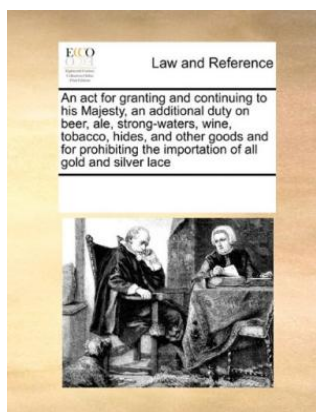 ECCO
Law and Reference
An act for granting and continuing to
his Majesty, an additional duty on
beer, ale, strong-waters, wine,
tobacco, hides, and other goods and
for prohibiting the importation of all
gold and silver lace